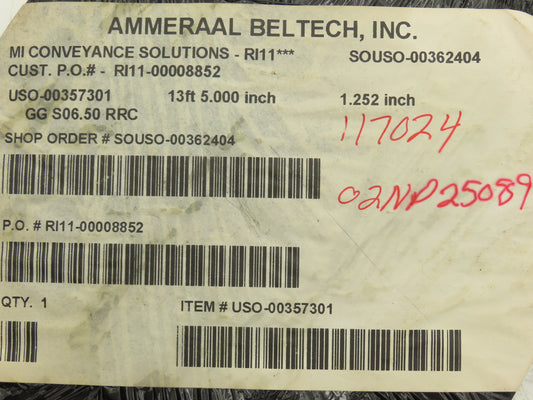 AMMERAAL BELTECH, INC.
MI CONVEYANCE SOLUTIONS - RI11*** SOUSO-00362404
CUST. P.O.# - RI11-00008852
USO-00357301 13ft 5.000 inch 1.252 inch
GG S06.50 RRC
117024
SHOP ORDER # SOUSO-00362404
02NP25089
P.O. # RI11-00008852
QTY. 1 ITEM # USO-00357301